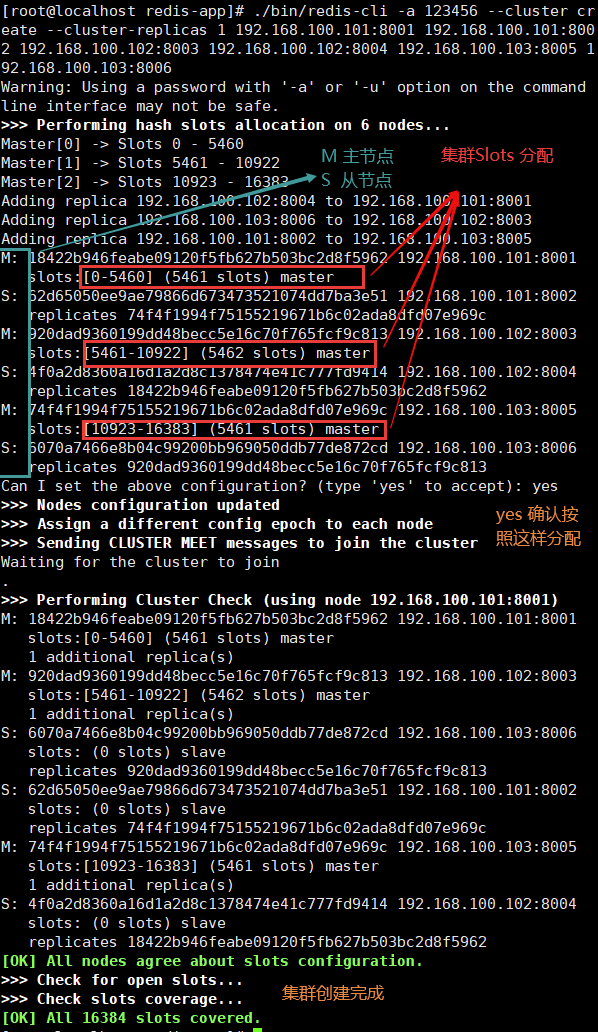 [root@localhost redis-app]# ./bin/redis-cli -a 123456 --cluster cr
eate --cluster-replicas 1 192.168.100.101:8001 192.168.100.101:800
2 192.168.100.102:8003 192.168.100.102:8004 192.168.103:8005 1
92.168.100.103:8006
Warning: Using a password with '-a' or '-u' option on the command
line interface may not be safe.
>>> Performing hash slots allocation on 6 nodes...
Master[0] -> Slots 0 - 5460
Master[1] -> Slots 5461 - 10922
Master[2] -> Slots 10923 - 16383
M 主节点
S 从节点
集群Slots 分配
Adding replica 192.168.100.102:8004 to 192.168.100.101:8001
Adding replica 192.168.100.103:8006 to 192.168.100.102:8003
Adding replica 192.168.100.101:8002 to 192.168.100.103:8005
M: 18422b946feabe09120f5fb627b503bc2d8f5962 192.168.100.101:8001
slots:[0-5460] (5461 slots) master
S: 62d65050ee9ae79866d673473521074dd7ba3e51 192.168.100.101:8002
replicates 74f4f1994f75155219671b6c02ada8dfd07e969c
M: 920dad9360199dd48becc5e16c70f765fcf9c813 192.168.100.102:8003
slots:[5461-10922] (5462 slots) master
S: 4f0a2d8360a16d1a2d8c1378474e41c777fd9414 192.168.100.102:8004
replicates 18422b946feabe09120f5fb627b503bc2d8f5962
M: 74f4f1994f75155219671b6c02ada8dfd07e969c 192.168.100.103:8005
slots:[10923-16383] (5461 slots) master
S: 6070a7466e8b04c99200bb969050ddb77de872cd 192.168.100.103:8006
replicates 920dad9360199dd48becc5e16c70f765fcf9c813
Can I set the above configuration? (type 'yes' to accept): yes
>>> Nodes configuration updated
>>> Assign a different config epoch to each node
>>> Sending CLUSTER MEET messages to join the cluster
yes 确认按
照这样分配
Waiting for the cluster to join
.
>>> Performing Cluster Check (using node 192.168.100.101:8001)
M: 18422b946feabe09120f5fb627b503bc2d8f5962 192.168.100.101:8001
slots:[0-5460] (5461 slots) master
1 additional replica(s)
M: 920dad9360199dd48becc5e16c70f765fcf9c813 192.168.100.102:8003
slots:[5461-10922] (5462 slots) master
1 additional replica(s)
S: 6070a7466e8b04c99200bb969050ddb77de872cd 192.168.100.103:8006
slots: (0 slots) slave
replicates 920dad9360199dd48becc5e16c70f765fcf9c813
S: 62d65050ee9ae79866d673473521074dd7ba3e51 192.168.100.101:8002
slots: (0 slots) slave
replicates 74f4f1994f75155219671b6c02ada8dfd07e969c
M: 74f4f1994f75155219671b6c02ada8dfd07e969c 192.168.100.103:8005
slots:[10923-16383] (5461 slots) master
1 additional replica(s)
S: 4f0a2d8360a16d1a2d8c1378474e41c777fd9414 192.168.100.102:8004
slots: (0 slots) slave
replicates 18422b946feabe09120f5fb627b503bc2d8f5962
[OK] All nodes agree about slots configuration.
>>> Check for open slots...
>>> Check slots coverage...
集群创建完成
[OK] All 16384 slots covered.